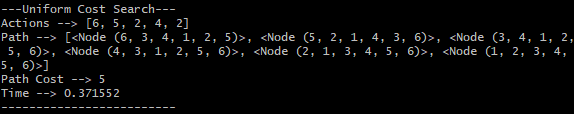 ---Uniform Cost Search---
Actions --> [6, 5, 2, 4, 2]
Path --> [<Node (6, 3, 4, 1, 2, 5)>, <Node (5, 2, 1, 4, 3, 6)>, <Node (3, 4, 1, 2,
 5, 6)>, <Node (4, 3, 1, 2, 5, 6)>, <Node (2, 1, 3, 4, 5, 6)>, <Node (1, 2, 3, 4,
5, 6)>]
Path Cost --> 5
Time --> 0.371552
-------------------------